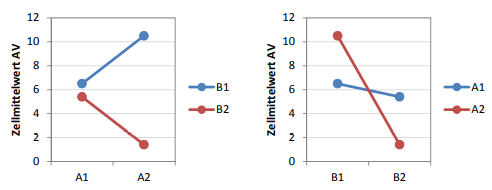 Zellmittelwert AV
12
10
8
6
4
2
0
A1 A2
B1
B2
Zellmittelwert AV
12
10
8
6
4
2
0
B1 B2
A1
A2